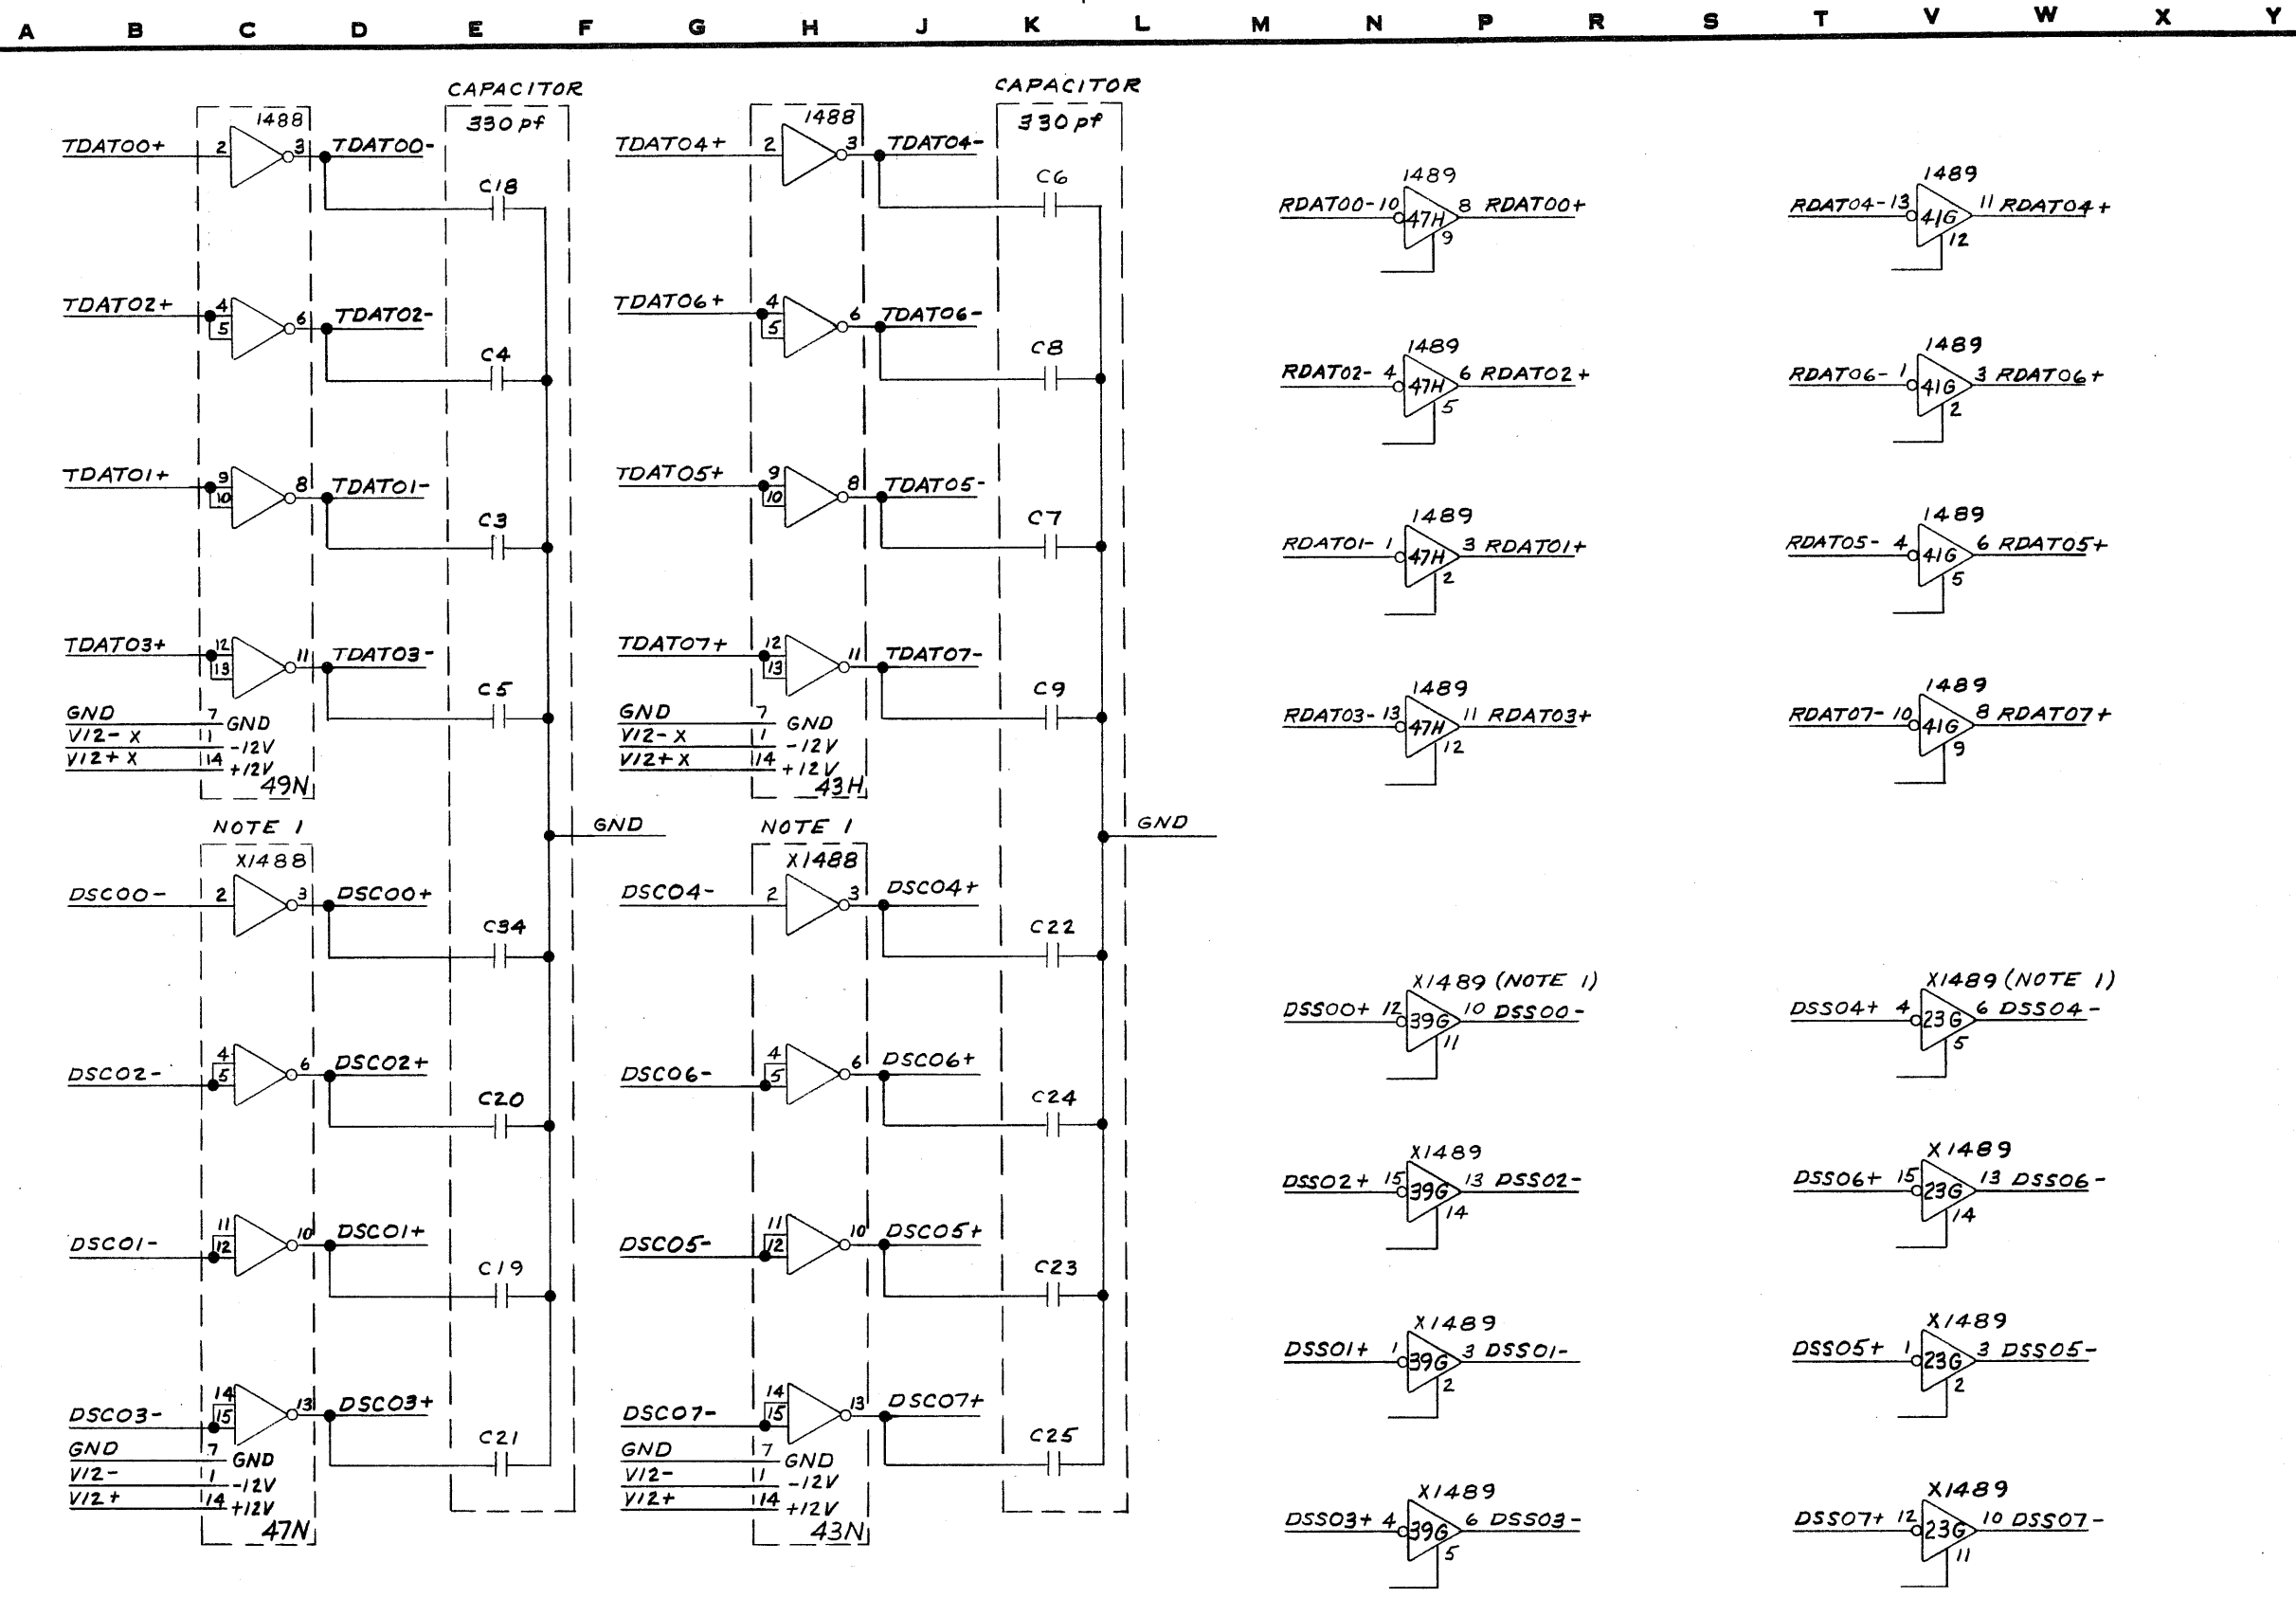 A B C D E F G H J K L M N P R S T V W X Y
CAPACITOR
330 pf
1488
TDAT00+ 2 3 TDAT00-
C18
TDAT02+ 4 5 6 TDAT02-
C4
TDAT01+ 9 10 8 TDAT01-
C3
TDAT03+ 12 13 11 TDAT03-
C5
GND 7 GND
V12- X 1 -12V
V12+ X 14 +12V
49N
NOTE 1
GND
X1488
DSC00- 2 3 DSC00+
C34
DSC02- 4 5 6 DSC02+
C20
DSC01- 11 12 10 DSC01+
C19
DSC03- 14 15 13 DSC03+
C21
GND 7 GND
V12- 1 -12V
V12+ 14 +12V
47N
CAPACITOR
330 pf
1488
TDAT04+ 2 3 TDAT04-
C6
TDAT06+ 4 5 6 TDAT06-
C8
TDAT05+ 9 10 8 TDAT05-
C7
TDAT07+ 12 13 11 TDAT07-
C9
GND 7 GND
V12- X 1 -12V
V12+ X 14 +12V
43H
NOTE 1
GND
X1488
DSC04- 2 3 DSC04+
C22
DSC06- 4 5 6 DSC06+
C24
DSC05- 11 12 10 DSC05+
C23
DSC07- 14 15 13 DSC07+
C25
GND 7 GND
V12- 1 -12V
V12+ 14 +12V
43N
1489
RDAT00- 10 47H 8 RDAT00+
9
1489
RDAT02- 4 47H 6 RDAT02+
5
1489
RDAT01- 1 47H 3 RDAT01+
2
1489
RDAT03- 13 47H 11 RDAT03+
12
X1489 (NOTE 1)
DSS00+ 12 39G 10 DSS00-
11
X1489
DSS02+ 15 39G 13 DSS02-
14
X1489
DSS01+ 1 39G 3 DSS01-
2
X1489
DSS03+ 4 39G 6 DSS03-
5
1489
RDAT04- 13 41G 11 RDAT04+
12
1489
RDAT06- 1 41G 3 RDAT06+
2
1489
RDAT05- 4 41G 6 RDAT05+
5
1489
RDAT07- 10 41G 8 RDAT07+
9
X1489 (NOTE 1)
DSS04+ 4 23G 6 DSS04-
5
X1489
DSS06+ 15 23G 13 DSS06-
14
X1489
DSS05+ 1 23G 3 DSS05-
2
X1489
DSS07+ 12 23G 10 DSS07-
11